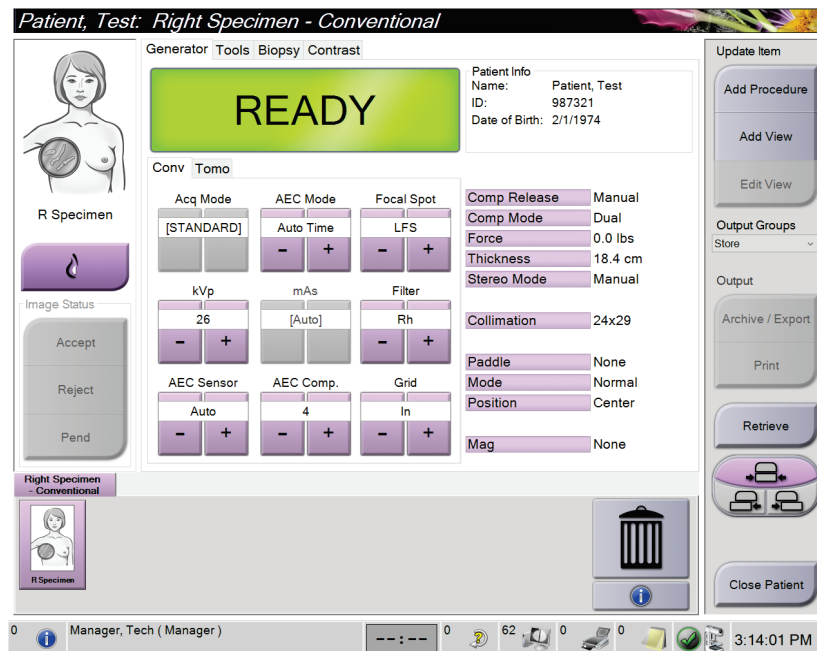 Patient, Test: Right Specimen - Conventional
Generator Tools Biopsy Contrast
READY
Patient Info
Name: Patient, Test
ID: 987321
Date of Birth: 2/1/1974
R Specimen
Image Status
Accept
Reject
Pend
Conv Tomo
Acq Mode AEC Mode Focal Spot
[STANDARD] Auto Time LFS
- + - +
kVp mAs Filter
26 [Auto] Rh
- + - +
AEC Sensor AEC Comp. Grid
Auto 4 In
- + - + - +
Comp Release Manual
Comp Mode Dual
Force 0.0 lbs
Thickness 18.4 cm
Stereo Mode Manual
Collimation 24x29
Paddle None
Mode Normal
Position Center
Mag None
Update Item
Add Procedure
Add View
Edit View
Output Groups
Store
Output
Archive / Export
Print
Retrieve
Close Patient
Right Specimen
- Conventional
R Specimen
0 Manager, Tech ( Manager ) --:-- 0 62 0 0 3:14:01 PM